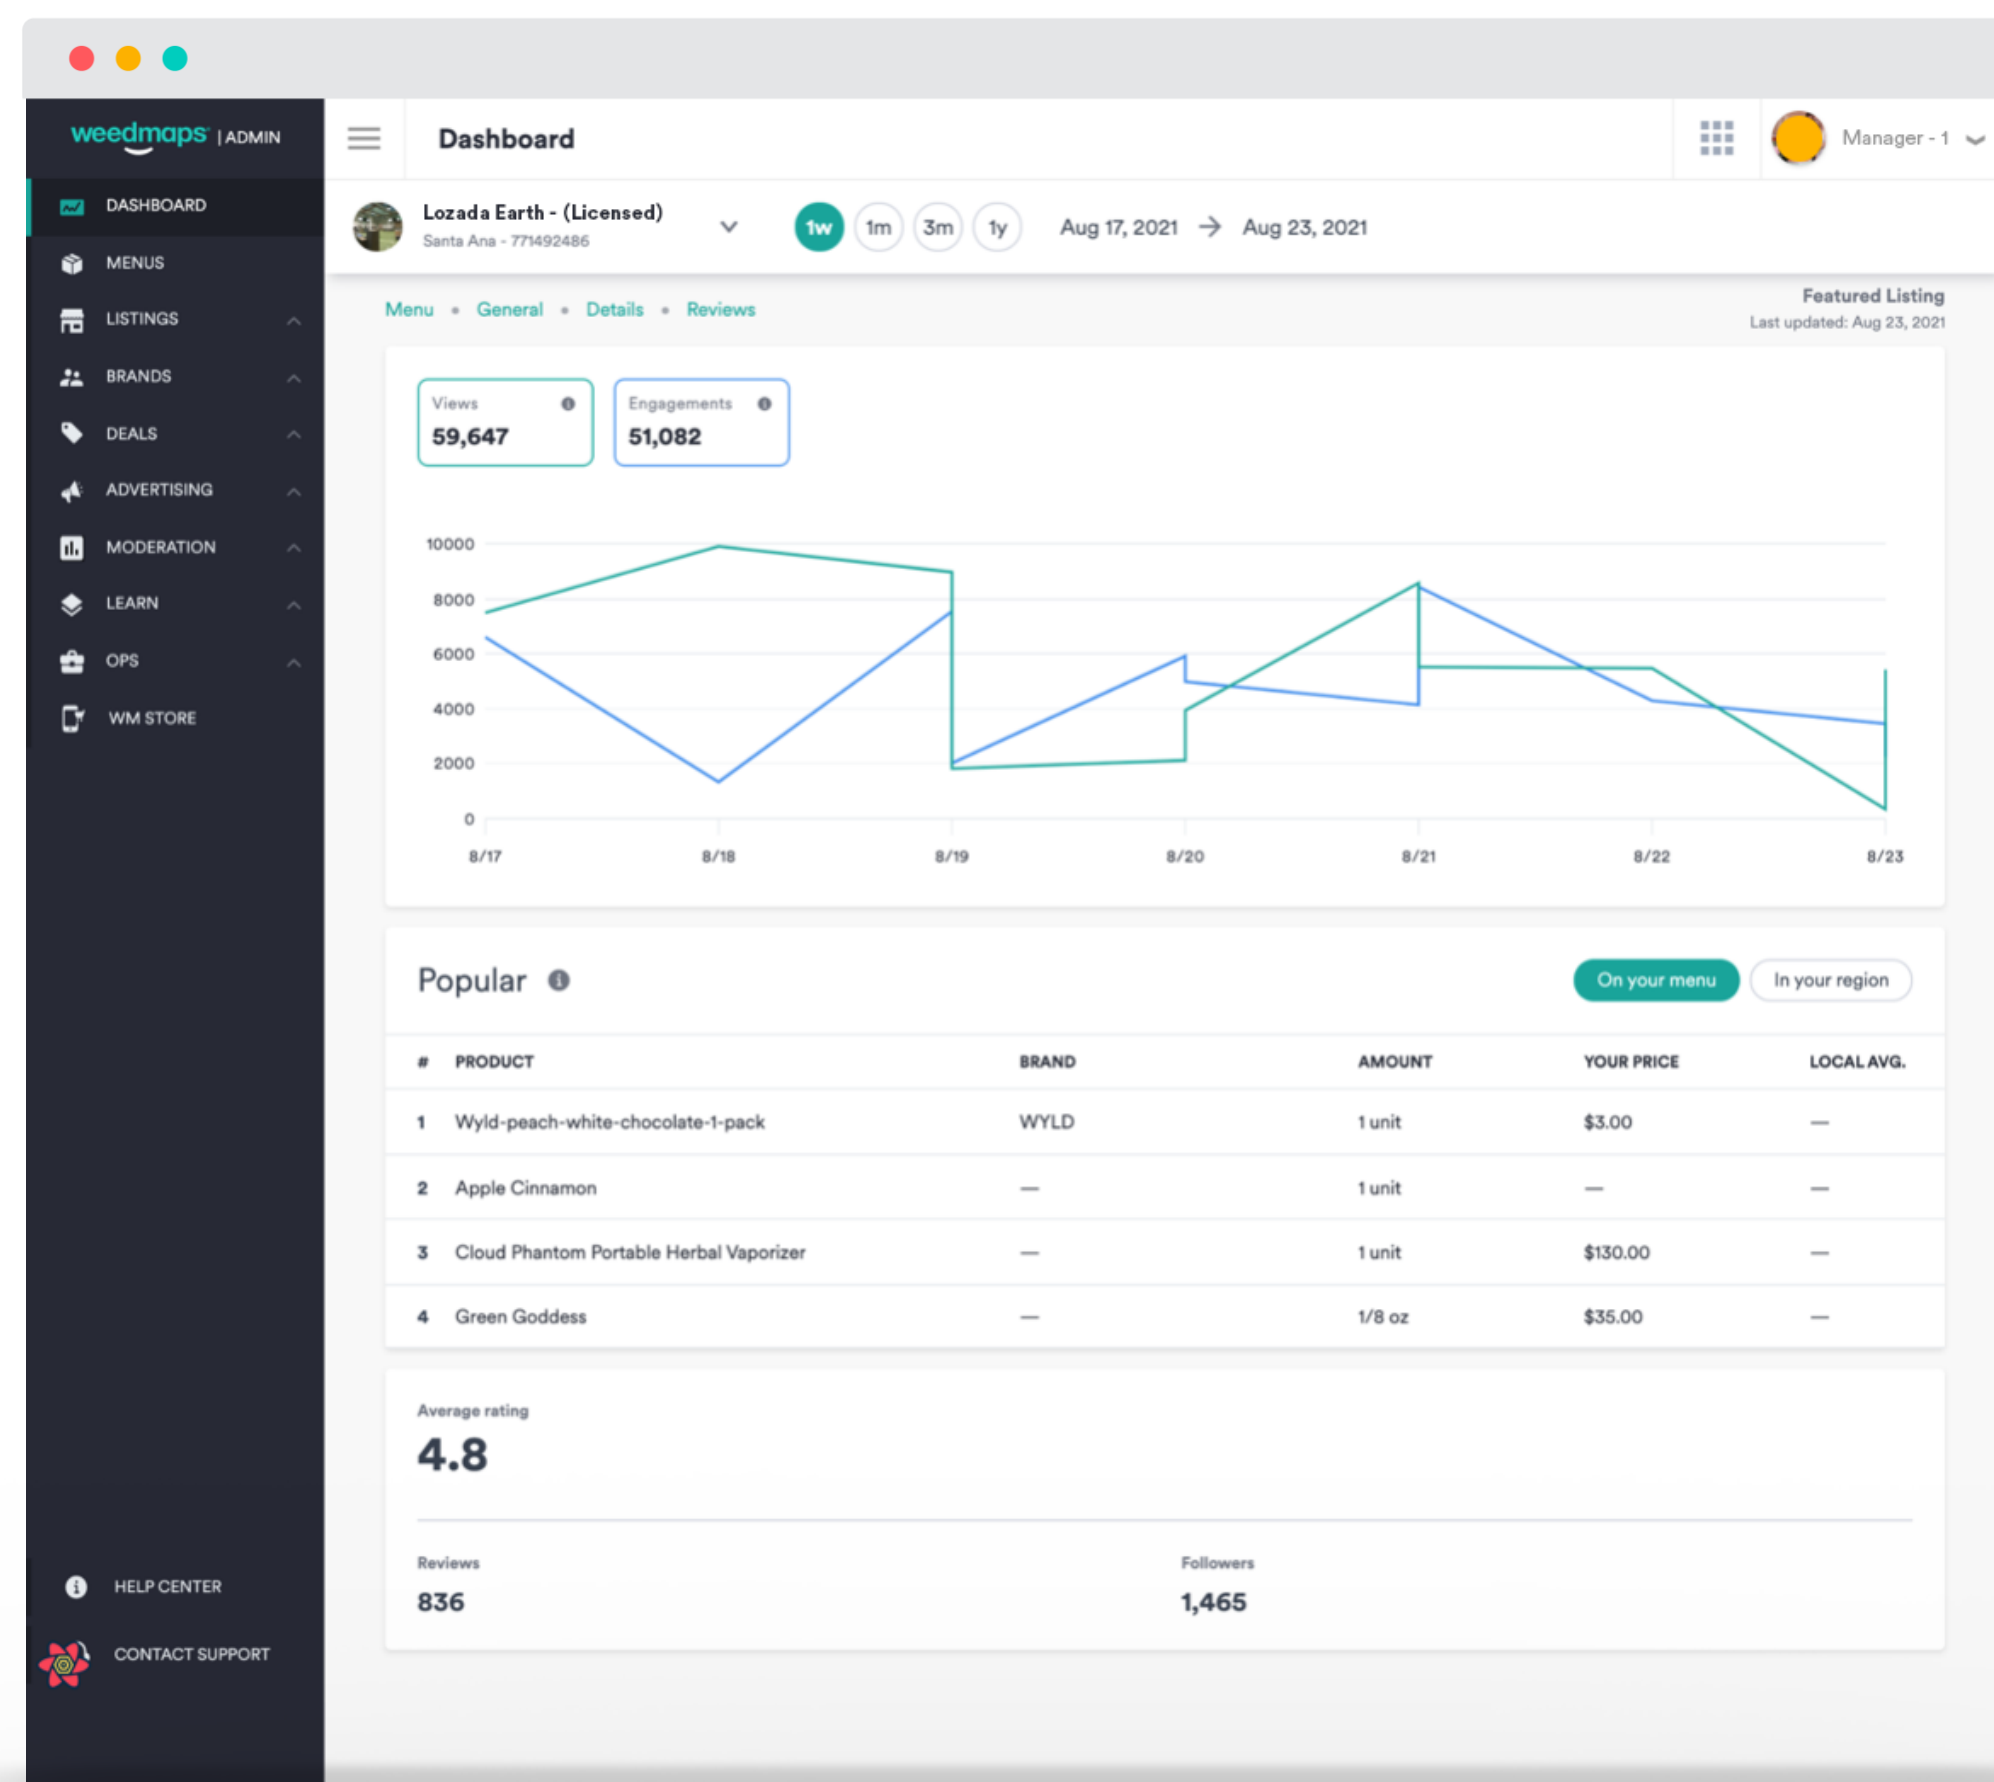 weedmaps | ADMIN
Dashboard
Manager - 1
DASHBOARD
MENUS
LISTINGS
BRANDS
DEALS
ADVERTISING
MODERATION
LEARN
OPS
WM STORE
HELP CENTER
CONTACT SUPPORT
Lozada Earth - (Licensed)
Santa Ana - 771492486
1w 1m 3m 1y Aug 17, 2021 → Aug 23, 2021
Menu • General • Details • Reviews
Featured Listing
Last updated: Aug 23, 2021
Views
59,647
Engagements
51,082
10000
8000
6000
4000
2000
0
8/17 8/18 8/19 8/20 8/21 8/22 8/23
Popular
On your menu In your region
# PRODUCT BRAND AMOUNT YOUR PRICE LOCAL AVG.
1 Wyld-peach-white-chocolate-1-pack WYLD 1 unit $3.00 —
2 Apple Cinnamon — 1 unit — —
3 Cloud Phantom Portable Herbal Vaporizer — 1 unit $130.00 —
4 Green Goddess — 1/8 oz $35.00 —
Average rating
4.8
Reviews
836
Followers
1,465